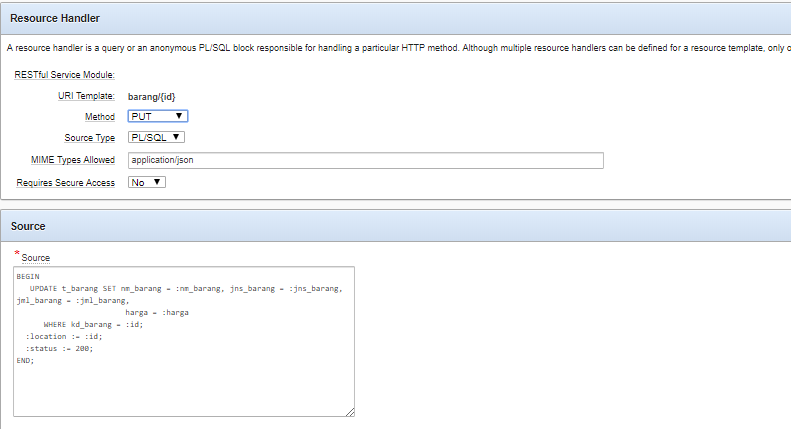 Resource Handler
A resource handler is a query or an anonymous PL/SQL block responsible for handling a particular HTTP method. Although multiple resource handlers can be defined for a resource template, only o
RESTful Service Module:
URI Template: barang/{id}
Method PUT
Source Type PL/SQL
MIME Types Allowed application/json
Requires Secure Access No
Source
* Source
BEGIN
UPDATE t_barang SET nm_barang = :nm_barang, jns_barang = :jns_barang,
jml_barang = :jml_barang,
harga = :harga
WHERE kd_barang = :id;
:location := :id;
:status := 200;
END;